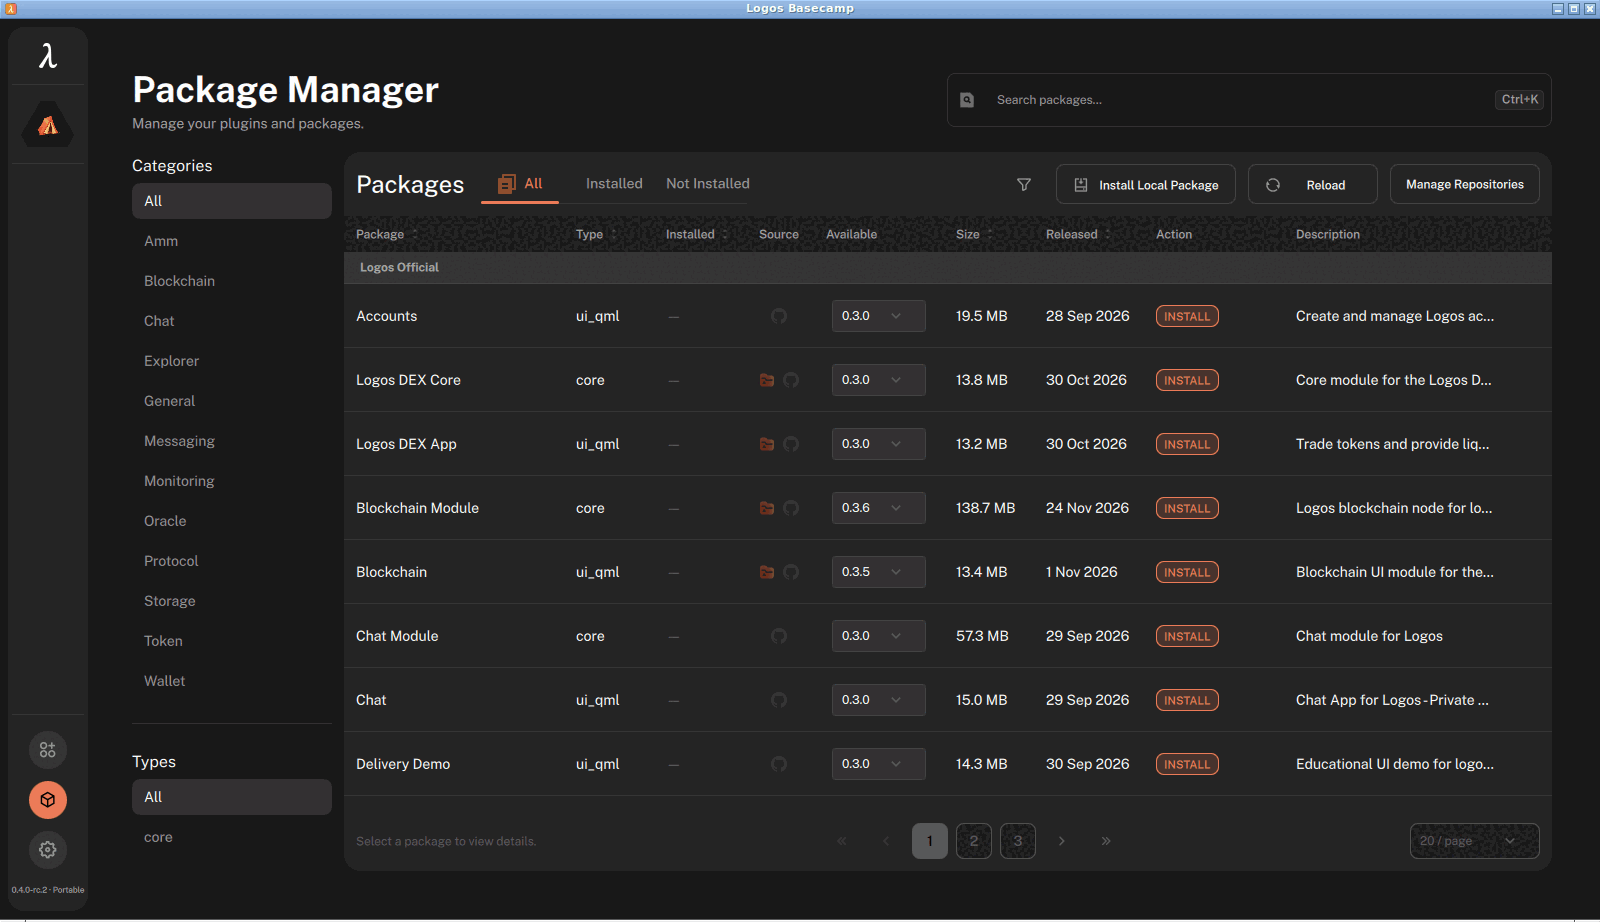 Logos Basecamp
λ
Package Manager
Manage your plugins and packages.
Search packages...
Ctrl+K
Categories
All
Amm
Blockchain
Chat
Explorer
General
Messaging
Monitoring
Oracle
Protocol
Storage
Token
Wallet
Types
All
core
0.4.0-rc.2 · Portable
Packages
All
Installed
Not Installed
Install Local Package
Reload
Manage Repositories
Package Type Installed Source Available Size Released Action Description
Logos Official
Accounts ui_qml — 0.3.0 19.5 MB 28 Sep 2026 INSTALL Create and manage Logos ac...
Logos DEX Core core — 0.3.0 13.8 MB 30 Oct 2026 INSTALL Core module for the Logos D...
Logos DEX App ui_qml — 0.3.0 13.2 MB 30 Oct 2026 INSTALL Trade tokens and provide liq...
Blockchain Module core — 0.3.6 138.7 MB 24 Nov 2026 INSTALL Logos blockchain node for lo...
Blockchain ui_qml — 0.3.5 13.4 MB 1 Nov 2026 INSTALL Blockchain UI module for the...
Chat Module core — 0.3.0 57.3 MB 29 Sep 2026 INSTALL Chat module for Logos
Chat ui_qml — 0.3.0 15.0 MB 29 Sep 2026 INSTALL Chat App for Logos - Private ...
Delivery Demo ui_qml — 0.3.0 14.3 MB 30 Sep 2026 INSTALL Educational UI demo for logo...
Select a package to view details.
« ‹ 1 2 3 › »
20 / page